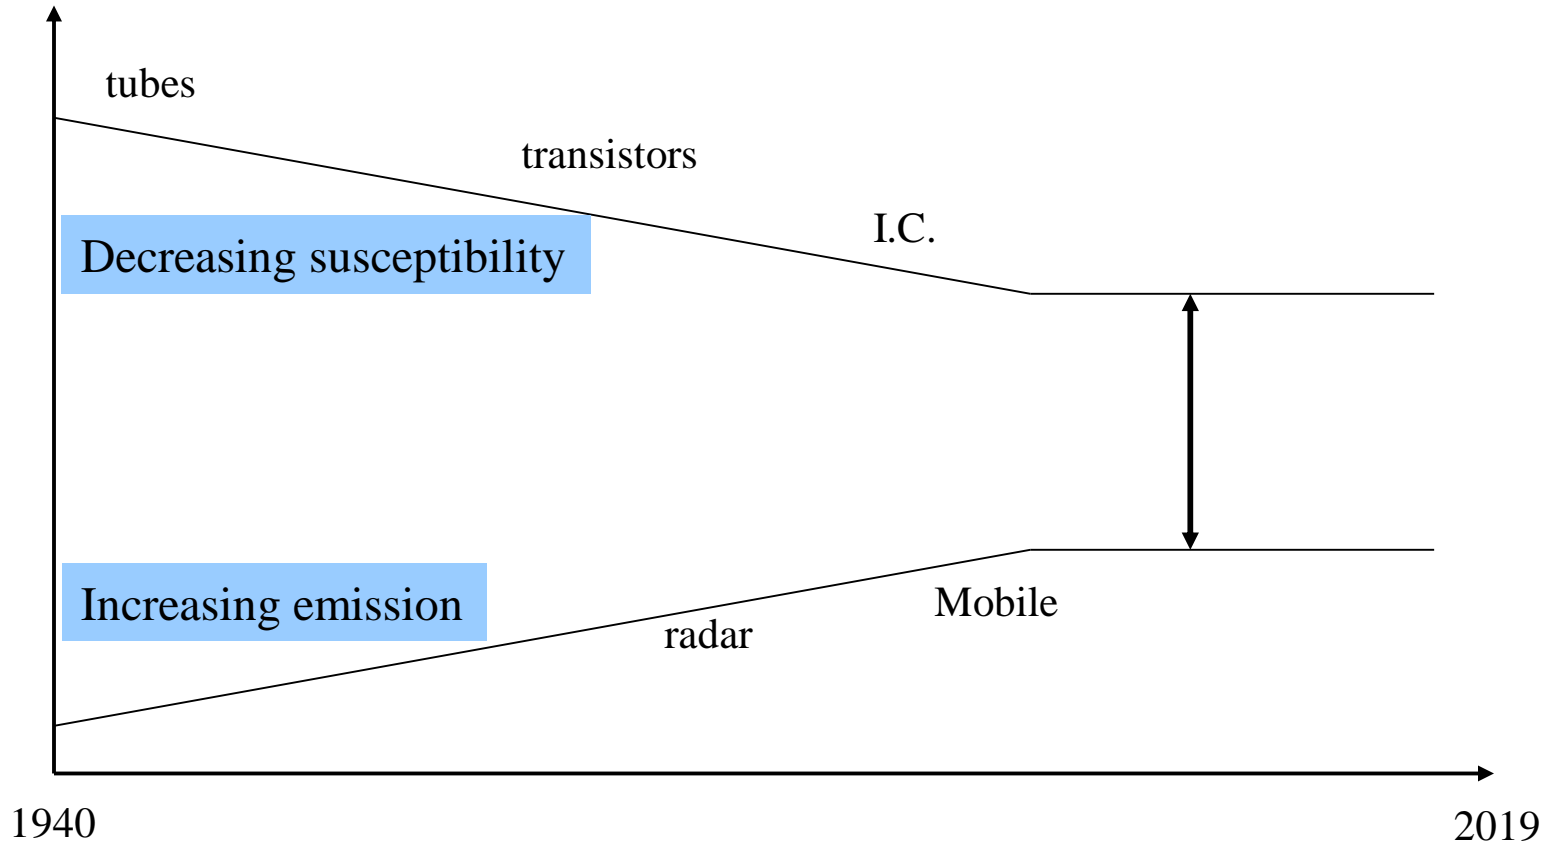 tubes
transistors
I.C.
Decreasing susceptibility
Increasing emission
Mobile
radar
1940
2019